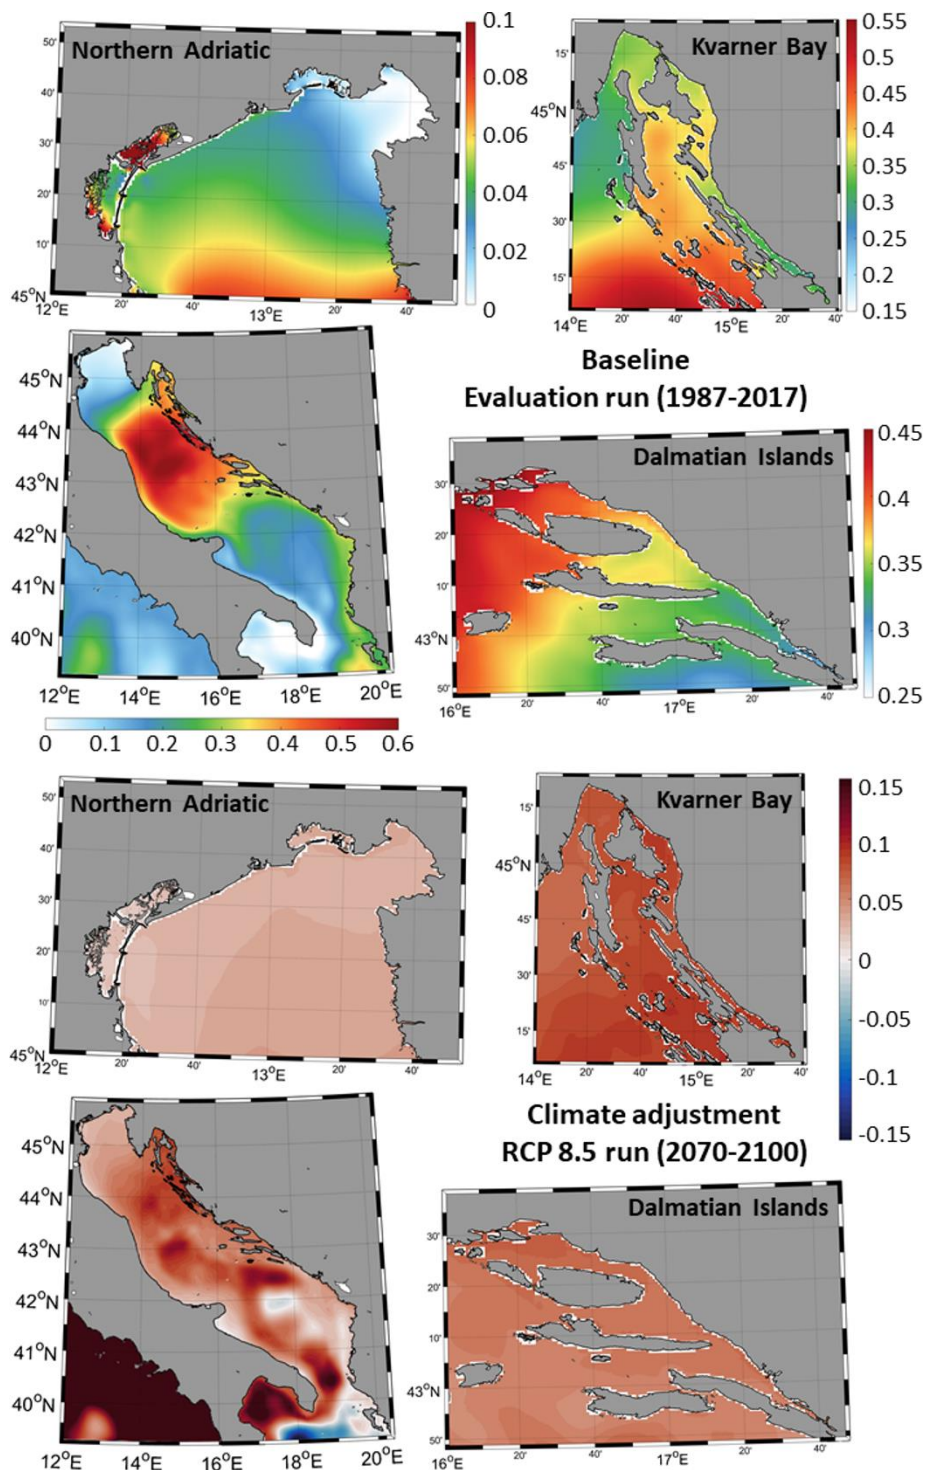 Northern Adriatic
50'
40'
30'
20'
10'
45°N
12°E 20' 40' 13°E 20' 40'
0.1
0.08
0.06
0.04
0.02
0
Kvarner Bay
15'
45°N
45'
30'
15'
14°E 20' 40' 15°E 20' 40'
0.55
0.5
0.45
0.4
0.35
0.3
0.25
0.2
0.15
45°N
44°N
43°N
42°N
41°N
40°N
12°E 14°E 16°E 18°E 20°E
0 0.1 0.2 0.3 0.4 0.5 0.6
Baseline
Evaluation run (1987-2017)
Dalmatian Islands
30'
20'
10'
43°N
50'
16°E 20' 40' 17°E 20' 40'
0.45
0.4
0.35
0.3
0.25
Northern Adriatic
50'
40'
30'
20'
10'
45°N
12°E 20' 40' 13°E 20' 40'
Kvarner Bay
15'
45°N
45'
30'
15'
14°E 20' 40' 15°E 20' 40'
0.15
0.1
0.05
0
-0.05
-0.1
-0.15
45°N
44°N
43°N
42°N
41°N
40°N
12°E 14°E 16°E 18°E 20°E
Climate adjustment
RCP 8.5 run (2070-2100)
Dalmatian Islands
30'
20'
10'
43°N
50'
16°E 20' 40' 17°E 20' 40'